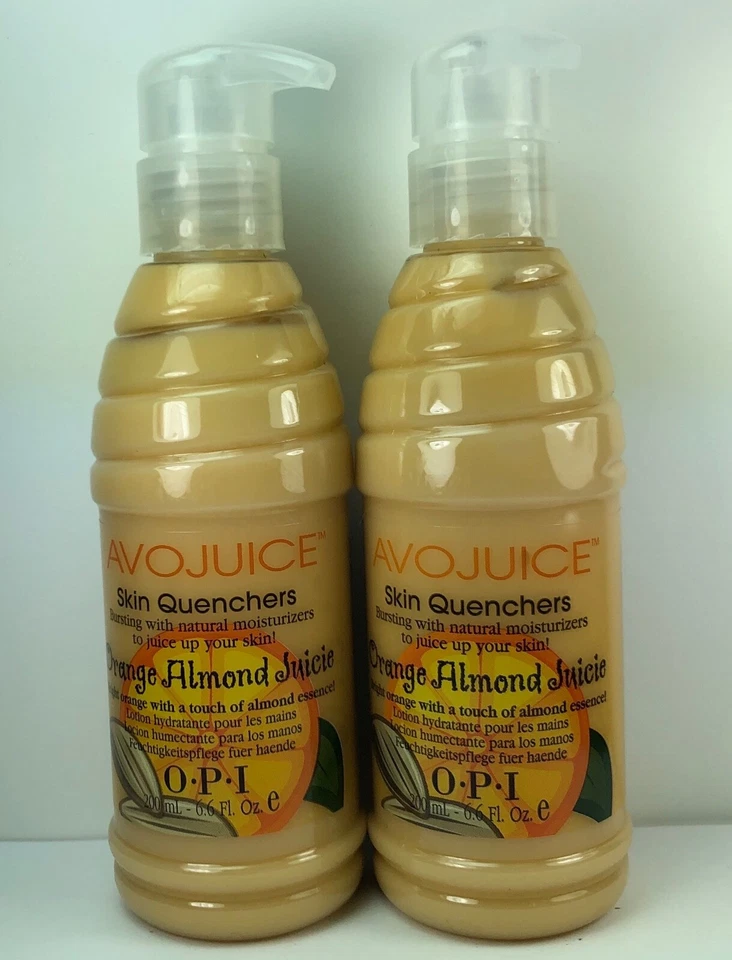 AVOJUICE™
Skin Quenchers
Bursting with natural moisturizers
to juice up your skin!
Orange Almond Juicie
orange with a touch of almond essence!
Lotion hydratante pour les mains
Locion humectante para los manos
Feuchtigkeitspflege fuer haende
O·P·I
200 mL - 6.6 Fl. Oz. e
AVOJUICE™
Skin Quenchers
Bursting with natural moisturizers
to juice up your skin!
Orange Almond Juicie
orange with a touch of almond essence!
Lotion hydratante pour les mains
Locion humectante para los manos
Feuchtigkeitspflege fuer haende
O·P·I
200 mL - 6.6 Fl. Oz. e